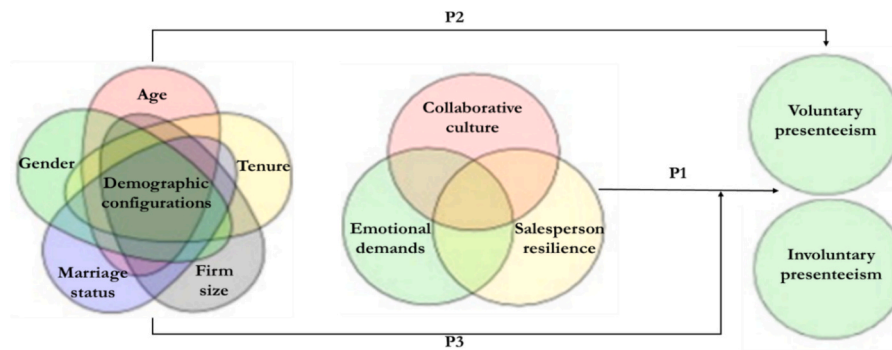 P2
Age
Gender
Tenure
Demographic
configurations
Marriage
status
Firm
size
Collaborative
culture
Emotional
demands
Salesperson
resilience
P1
Voluntary
presenteeism
Involuntary
presenteeism
P3